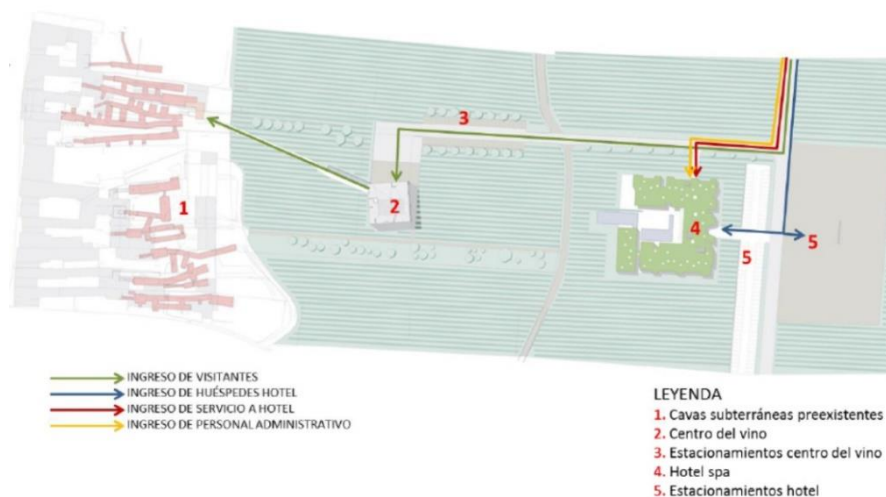 3
1
2
4
5
5
INGRESO DE VISITANTES
INGRESO DE HUÉSPEDES HOTEL
INGRESO DE SERVICIO A HOTEL
INGRESO DE PERSONAL ADMINISTRATIVO
LEYENDA
1. Cavas subterráneas preexistentes
2. Centro del vino
3. Estacionamientos centro del vino
4. Hotel spa
5. Estacionamientos hotel